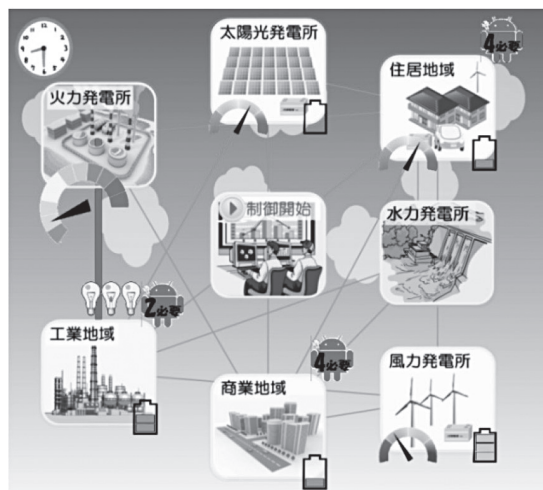 太陽光発電所
4必要
住居地域
火力発電所
制御開始
水力発電所
2必要
工業地域
4必要
商業地域
風力発電所